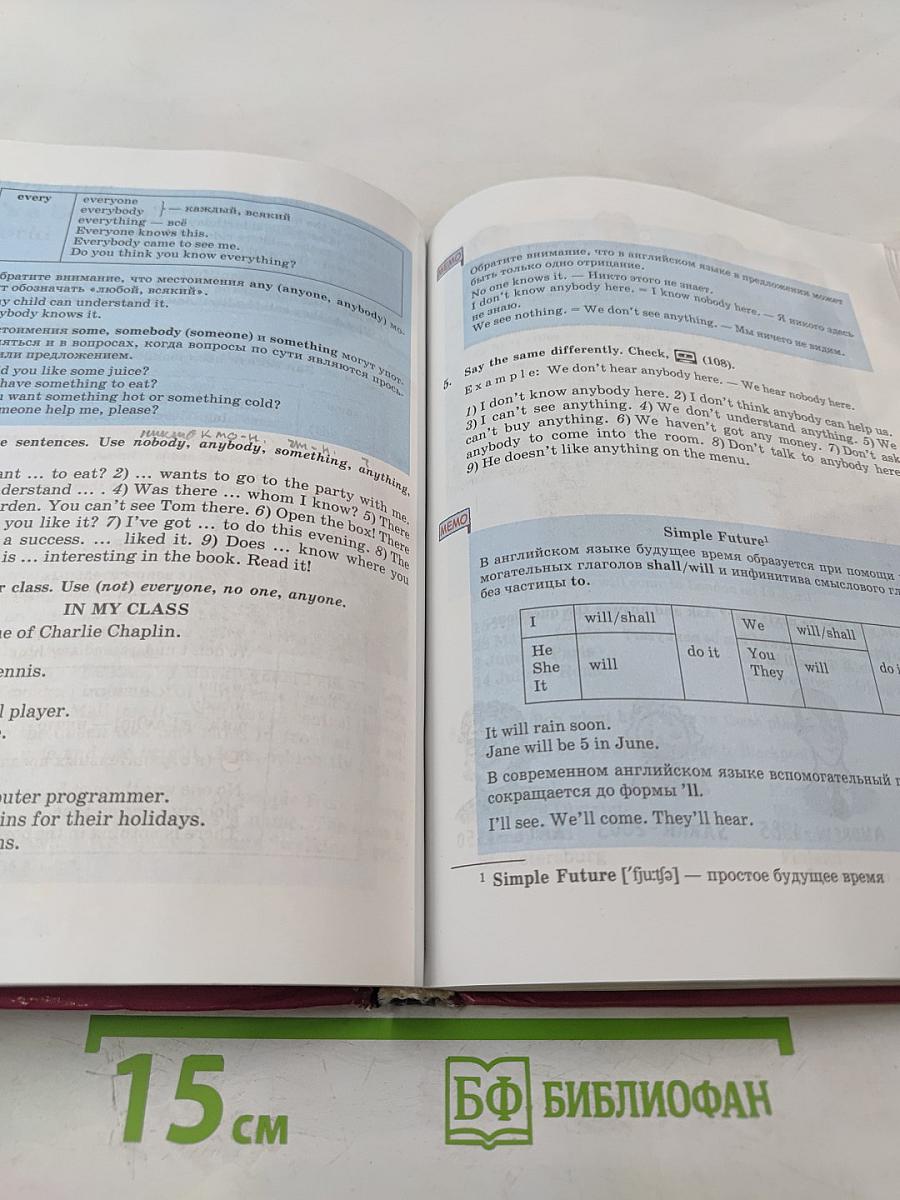 every
everyone
everybody } — каждый, всякий
everything — всё
Everyone knows this.
Everybody came to see me.
Do you think you know everything?
братите внимание, что местоимения any (anyone, anybody) мо-
т обозначать «любой, всякий».
y child can understand it.
ybody knows it.
стоимения some, somebody (someone) и something могут упот-
ляться и в вопросах, когда вопросы по сути являются прось-
или предложением.
d you like some juice?
have something to eat?
u want something hot or something cold?
meone help me, please?
e sentences. Use nobody, anybody, something, anything,
ant ... to eat? 2) ... wants to go to the party with me.
derstand ... . 4) Was there ... whom I know? 5) There
rden. You can't see Tom there. 6) Open the box! There
you like it? 7) I've got ... to do this evening. 8) The
a success. ... liked it. 9) Does ... know where you
is ... interesting in the book. Read it!
r class. Use (not) everyone, no one, anyone.
IN MY CLASS
e of Charlie Chaplin.
ennis.
l player.
uter programmer.
ins for their holidays.
ns.
МЕМО
Обратите внимание, что в английском языке в предложении может
быть только одно отрицание.
No one knows it. — Никто этого не знает.
I don't know anybody here. = I know nobody here. — Я никого здесь
не знаю.
We see nothing. = We don't see anything. — Мы ничего не видим.
5. Say the same differently. Check, (108).
Example: We don't hear anybody here. — We hear nobody here.
1) I don't know anybody here. 2) I don't think anybody can help us.
3) I can't see anything. 4) We don't understand anything. 5) We
can't buy anything. 6) We haven't got any money. 7) Don't ask
anybody to come into the room. 8) Don't talk to anybody here
9) He doesn't like anything on the menu.
МЕМО
Simple Future¹
В английском языке будущее время образуется при помощи
могательных глаголов shall/will и инфинитива смыслового гл
без частицы to.
I will/shall do it We will/shall do i
He She It will You They will
It will rain soon.
Jane will be 5 in June.
В современном английском языке вспомогательный г
сокращается до формы 'll.
I'll see. We'll come. They'll hear.
¹ Simple Future [ˈfjuːtʃə] — простое будущее время
15 см
БФ БИБЛИОФАН